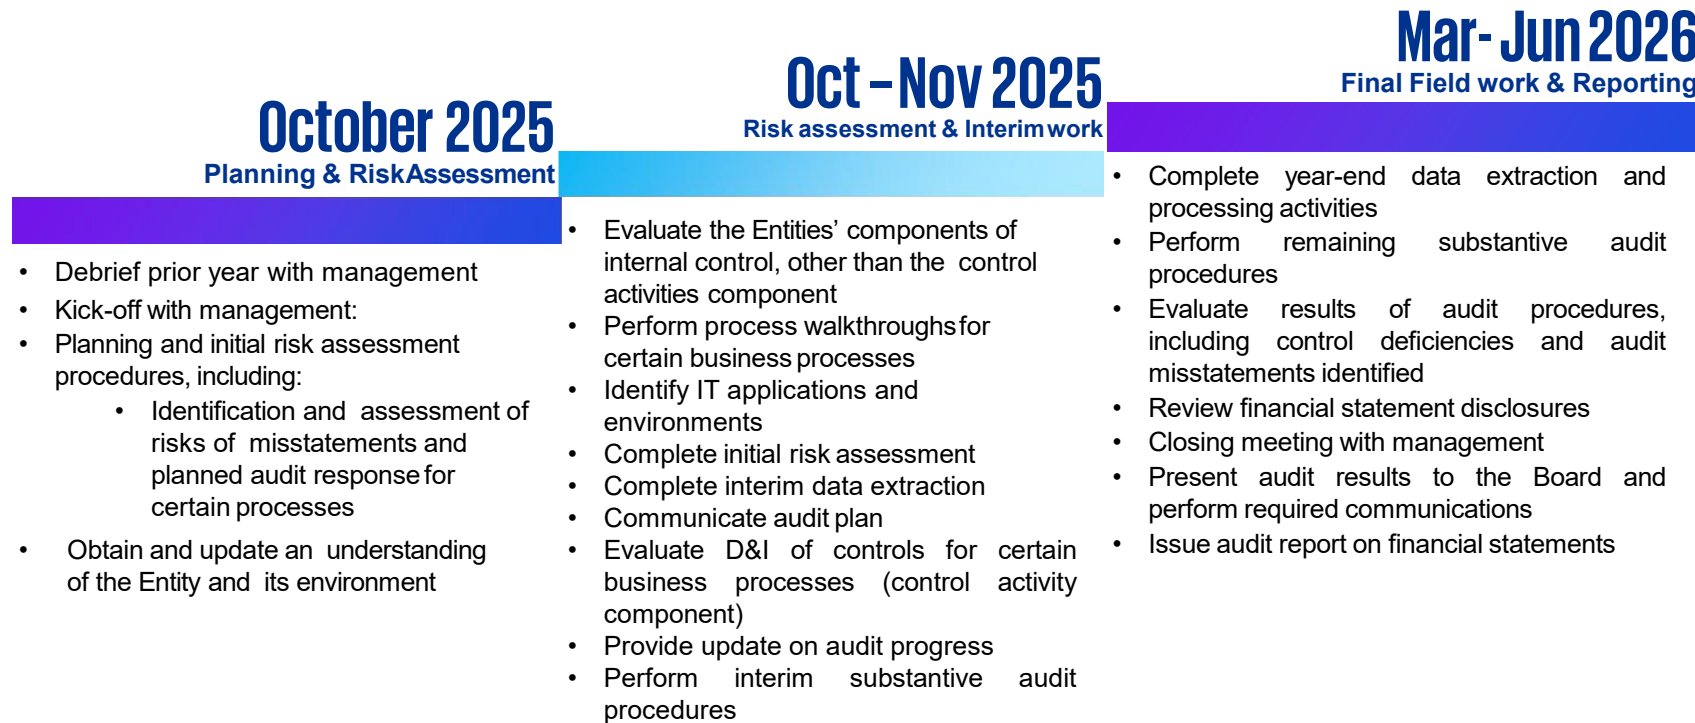 October 2025
Planning & Risk Assessment
• Debrief prior year with management
• Kick-off with management:
• Planning and initial risk assessment
procedures, including:
• Identification and assessment of
risks of misstatements and
planned audit response for
certain processes
• Obtain and update an understanding
of the Entity and its environment
Oct – Nov 2025
Risk assessment & Interim work
• Evaluate the Entities’ components of
internal control, other than the control
activities component
• Perform process walkthroughs for
certain business processes
• Identify IT applications and
environments
• Complete initial risk assessment
• Complete interim data extraction
• Communicate audit plan
• Evaluate D&I of controls for certain
business processes (control activity
component)
• Provide update on audit progress
• Perform interim substantive audit
procedures
Mar- Jun 2026
Final Field work & Reporting
• Complete year-end data extraction and
processing activities
• Perform remaining substantive audit
procedures
• Evaluate results of audit procedures,
including control deficiencies and audit
misstatements identified
• Review financial statement disclosures
• Closing meeting with management
• Present audit results to the Board and
perform required communications
• Issue audit report on financial statements